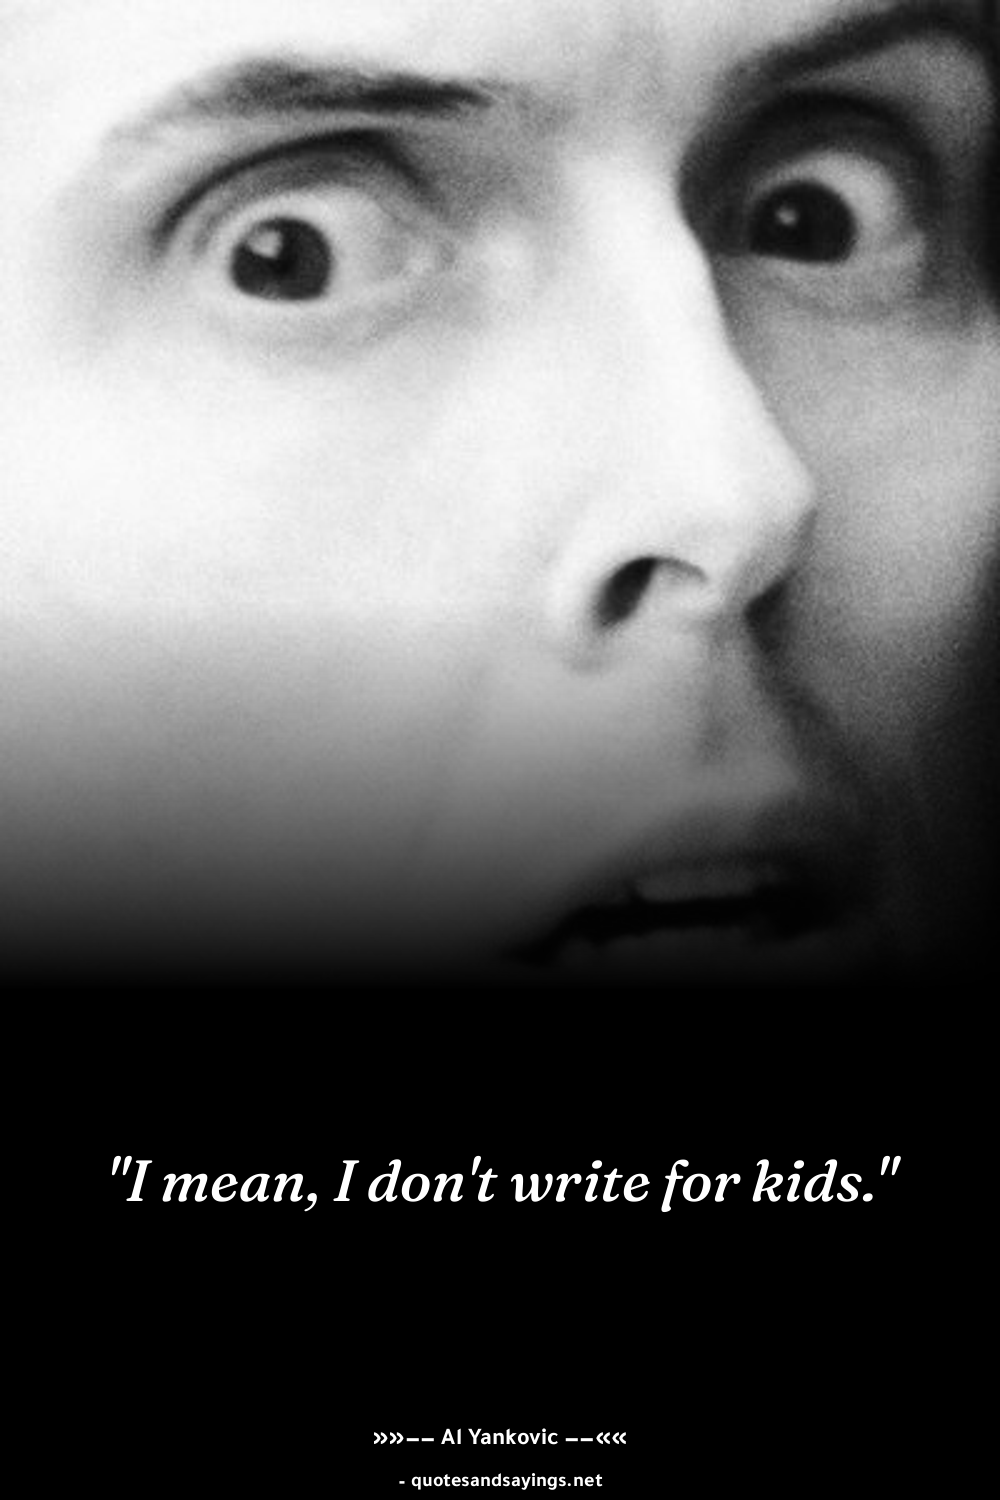 "I mean, I don't write for kids."
»»–– Al Yankovic ––««
- quotesandsayings.net